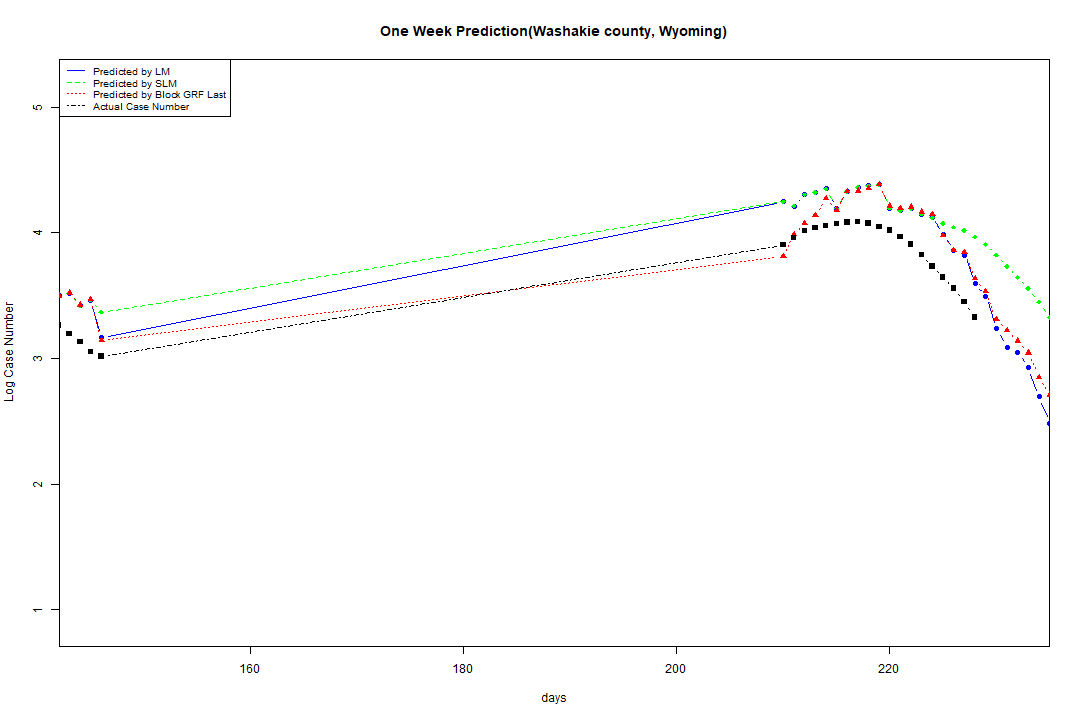 One Week Prediction(Washakie county, Wyoming)
Predicted by LM
Predicted by SLM
Predicted by Block GRF Last
Actual Case Number
5
4
3
2
1
Log Case Number
160 180 200 220
days